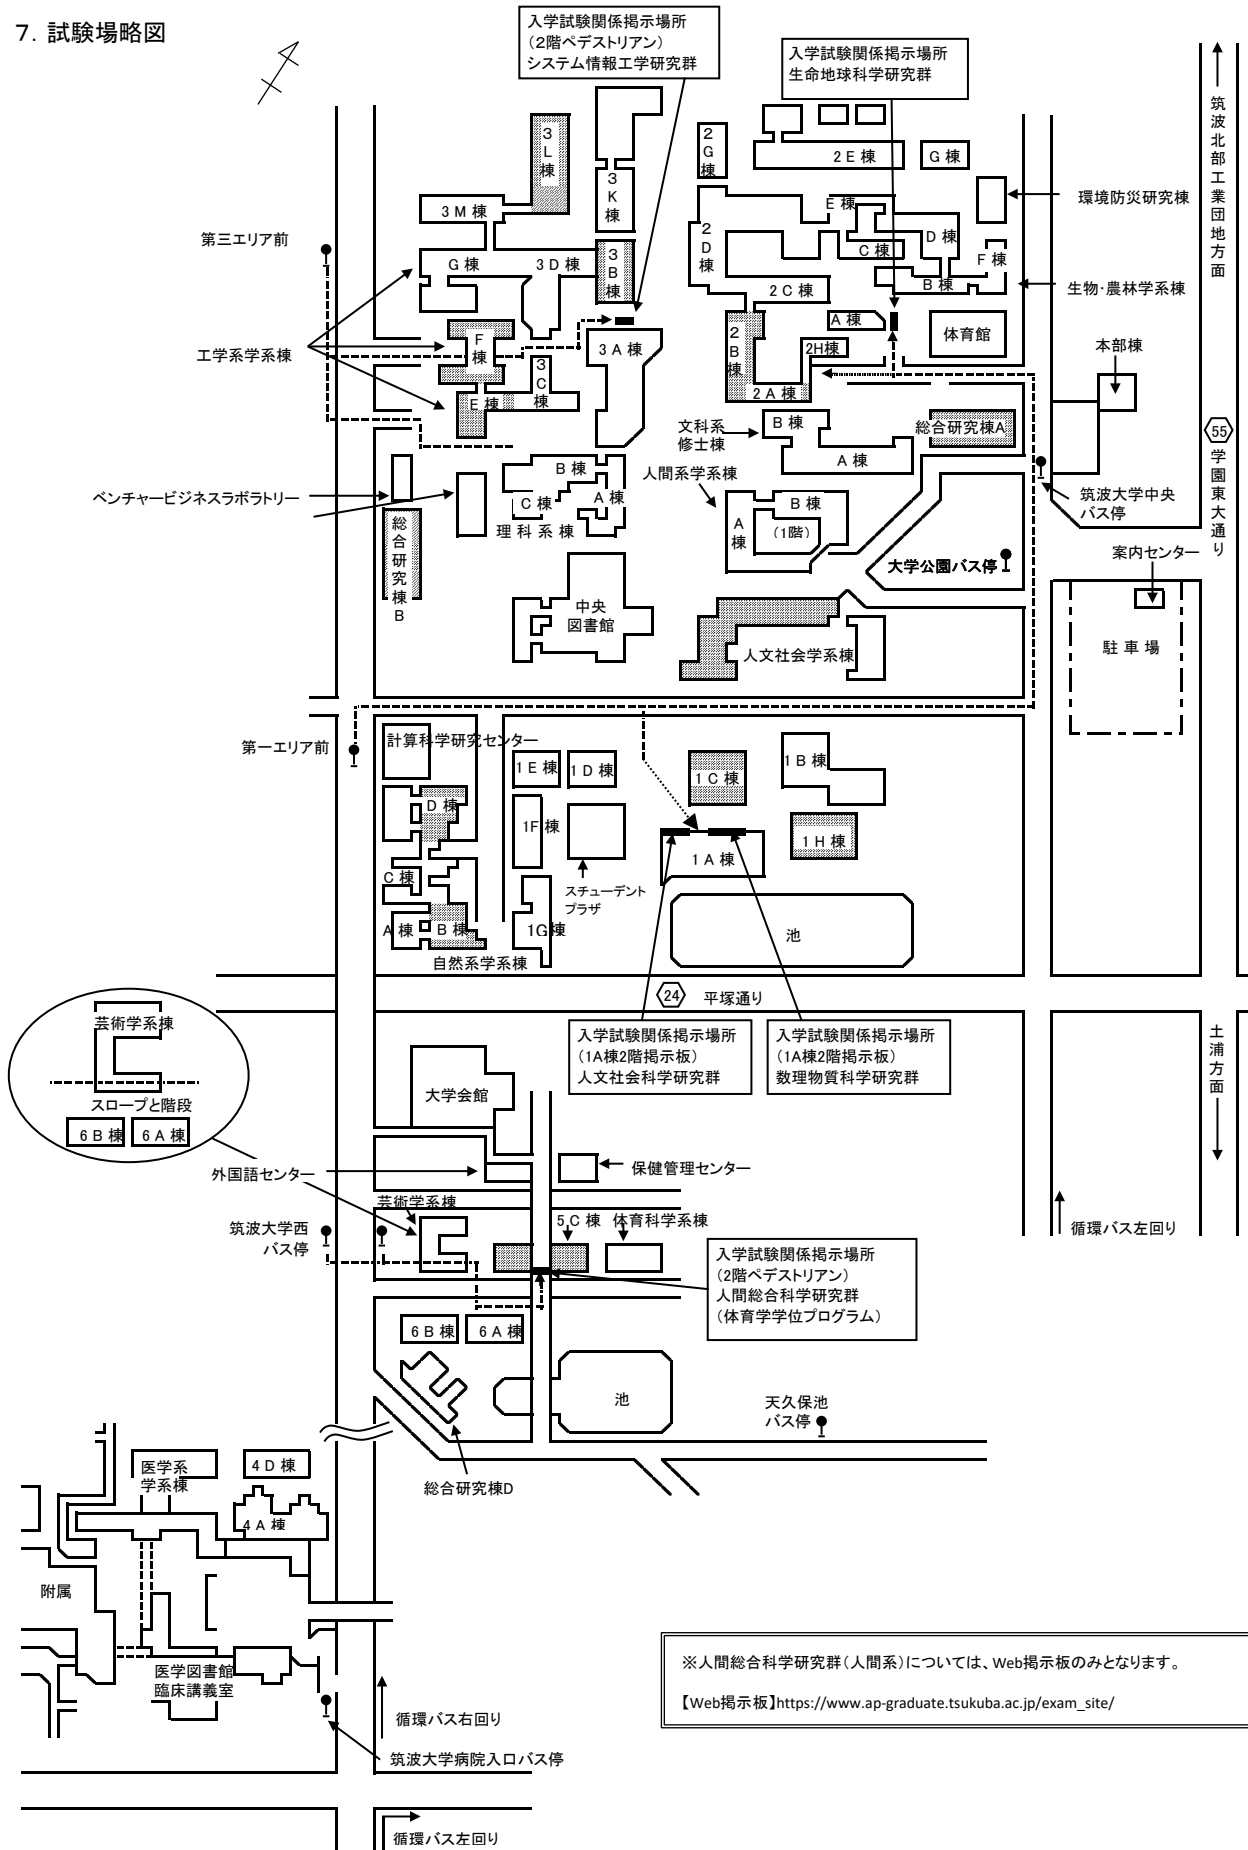 7. 試験場略図
入学試験関係掲示場所
(2階ペデストリアン)
システム情報工学研究群
入学試験関係掲示場所
生命地球科学研究群
筑波北部工業団地方面
3L棟
3K棟
2G棟
2E棟
G棟
環境防災研究棟
3M棟
E棟
第三エリア前
2D棟
D棟
C棟
F棟
G棟
3D棟
3B棟
B棟
2C棟
生物・農林学系棟
A棟
体育館
F棟
工学系学系棟
3A棟
2B棟
2H棟
本部棟
3C棟
2A棟
E棟
文科系
修士棟
B棟
総合研究棟A
55
学園東大通り
A棟
B棟
人間系学系棟
ベンチャービジネスラボラトリー
C棟
A棟
理科系棟
A棟
B棟
(1階)
筑波大学中央
バス停
総合研究棟B
大学公園バス停
案内センター
中央
図書館
駐車場
人文社会学系棟
第一エリア前
計算科学研究センター
1E棟
1D棟
1C棟
1B棟
D棟
1F棟
1H棟
1A棟
C棟
スチューデント
プラザ
A棟
B棟
1G棟
池
自然系学系棟
24
平塚通り
入学試験関係掲示場所
(1A棟2階掲示板)
人文社会科学研究群
入学試験関係掲示場所
(1A棟2階掲示板)
数理物質科学研究群
土浦方面
芸術学系棟
スロープと階段
6B棟
6A棟
大学会館
外国語センター
保健管理センター
芸術学系棟
筑波大学西
バス停
5C棟
体育科学系棟
循環バス左回り
入学試験関係掲示場所
(2階ペデストリアン)
人間総合科学研究群
(体育学学位プログラム)
6B棟
6A棟
池
天久保池
バス停
総合研究棟D
医学系
学系棟
4D棟
4A棟
附属
医学図書館
臨床講義室
※人間総合科学研究群(人間系)については、Web掲示板のみとなります。
【Web掲示板】https://www.ap-graduate.tsukuba.ac.jp/exam_site/
循環バス右回り
筑波大学病院入口バス停
循環バス左回り